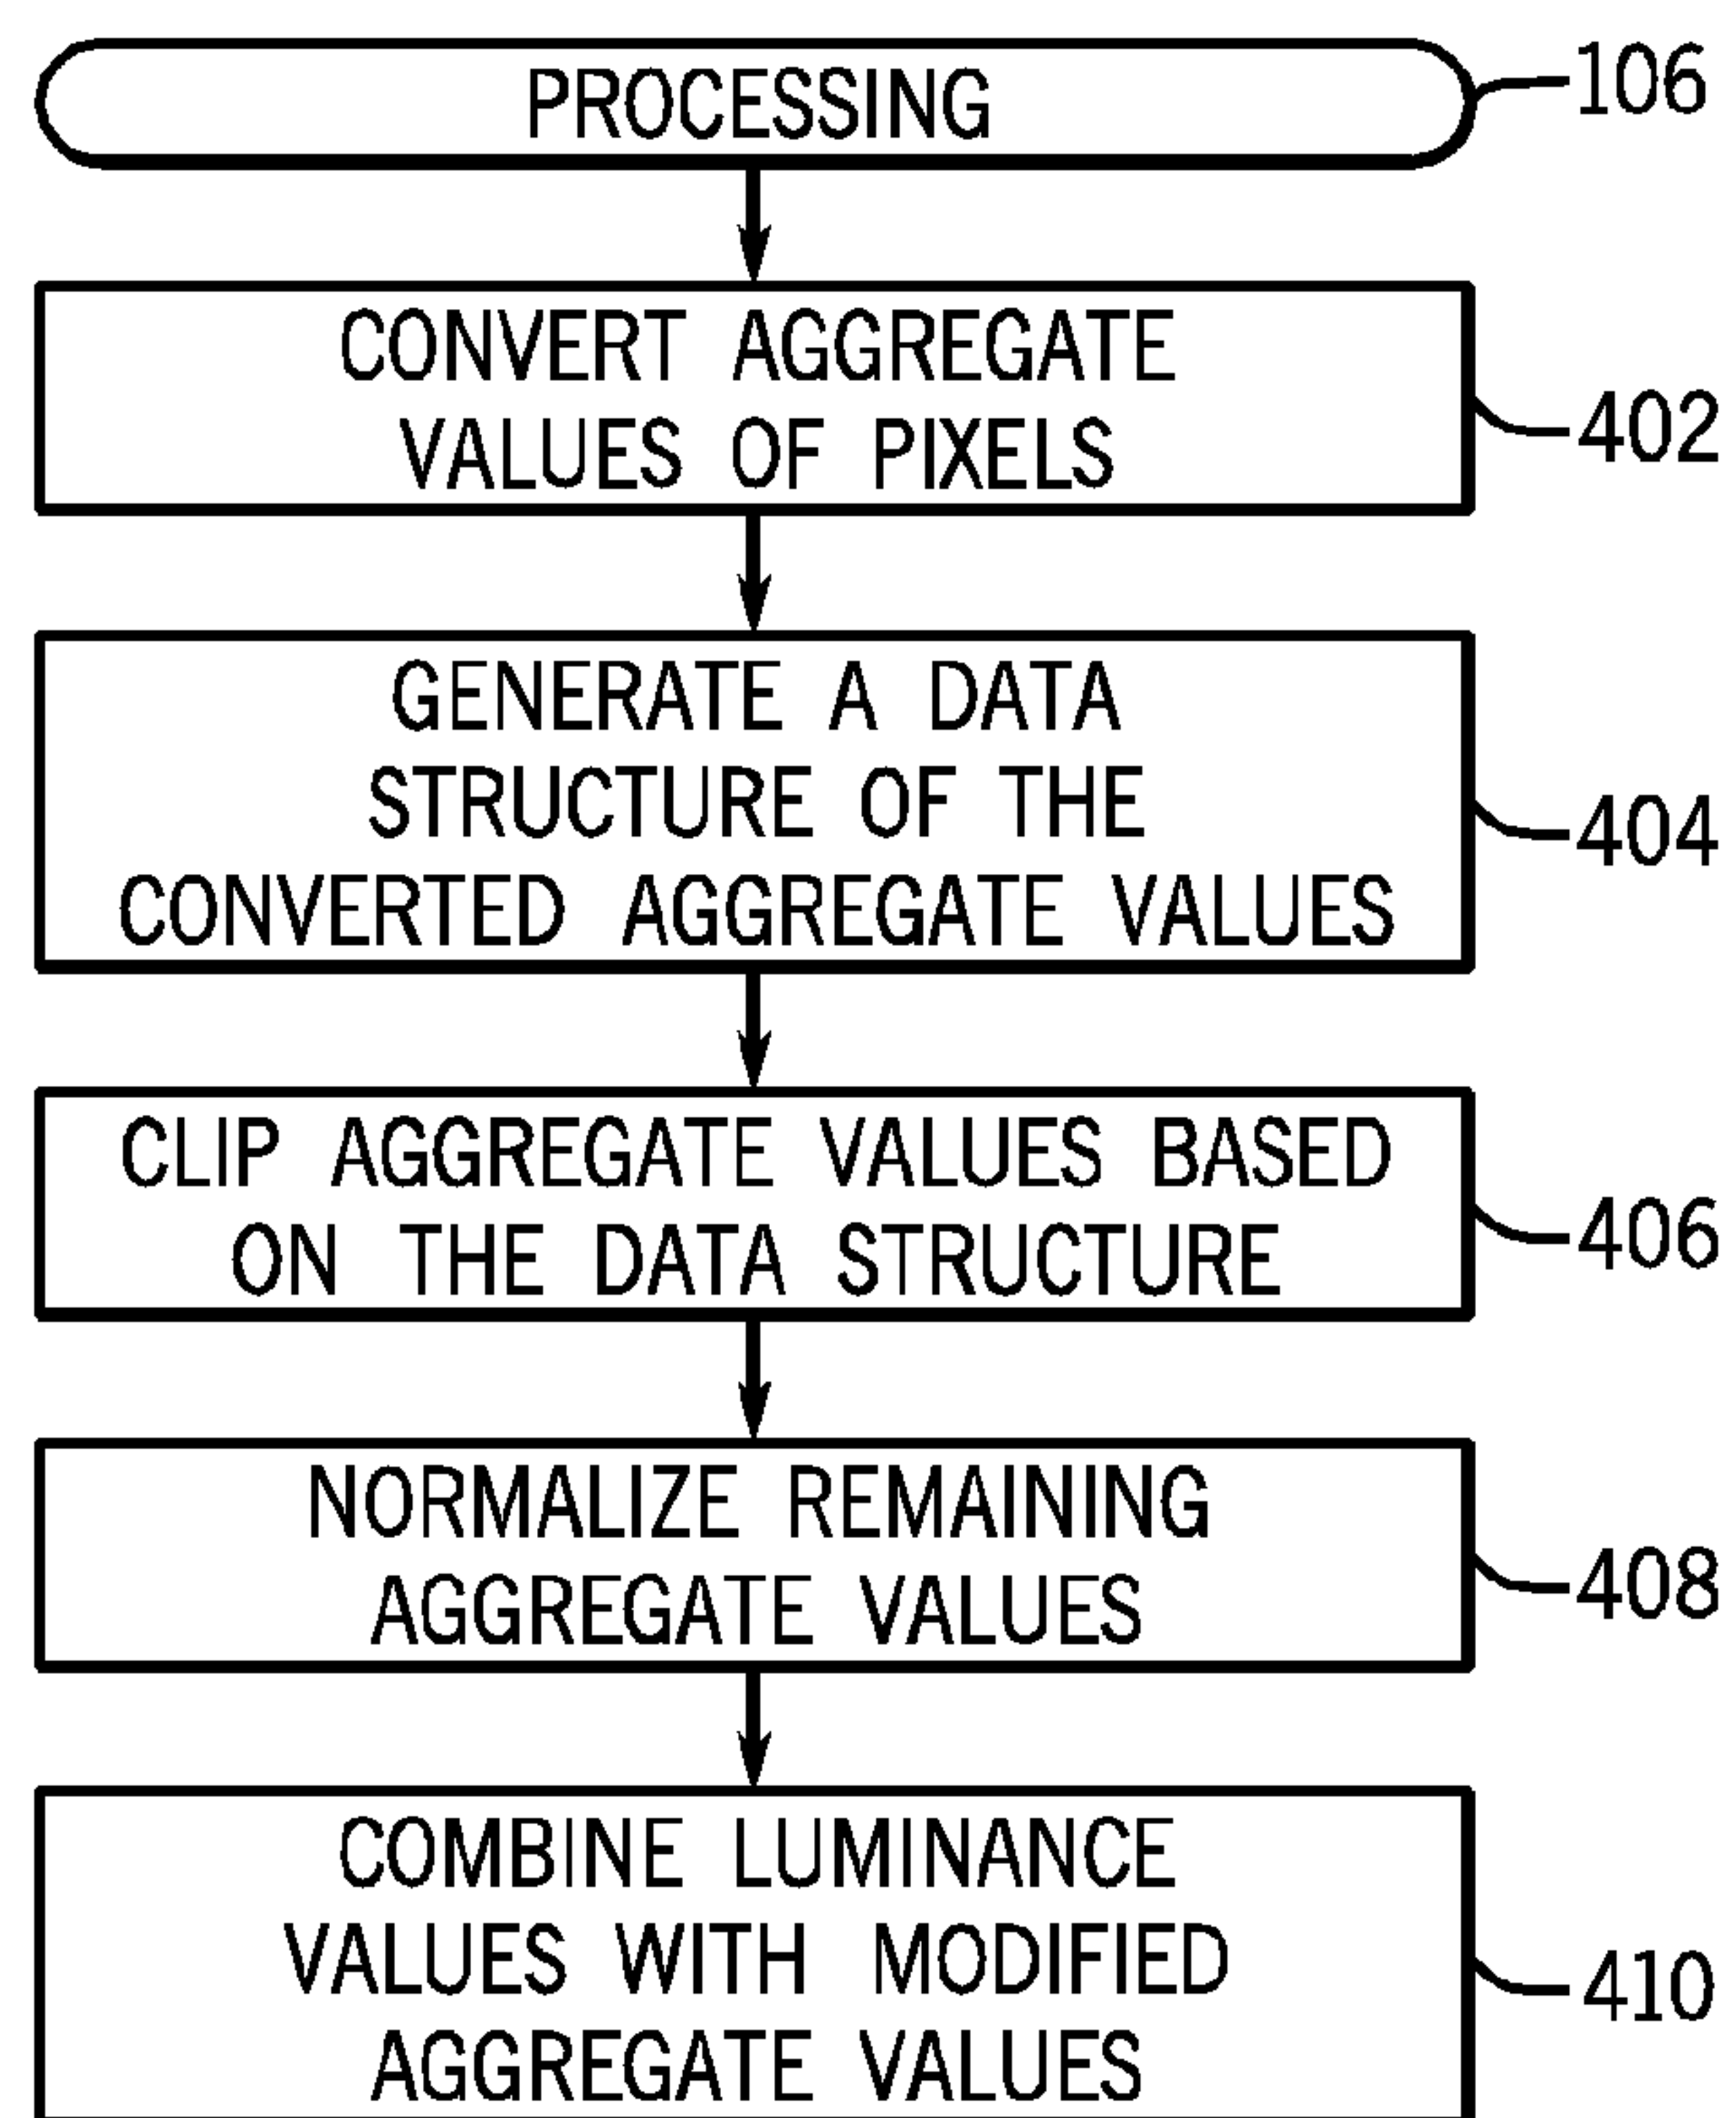 PROCESSING
106
CONVERT AGGREGATE
VALUES OF PIXELS
402
GENERATE A DATA
STRUCTURE OF THE
CONVERTED AGGREGATE VALUES
404
CLIP AGGREGATE VALUES BASED
ON THE DATA STRUCTURE
406
NORMALIZE REMAINING
AGGREGATE VALUES
408
COMBINE LUMINANCE
VALUES WITH MODIFIED
AGGREGATE VALUES
410